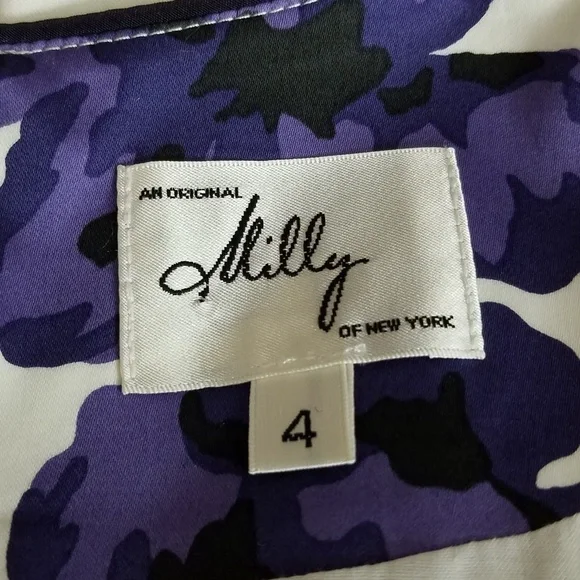 AN ORIGINAL
Milly
OF NEW YORK
4